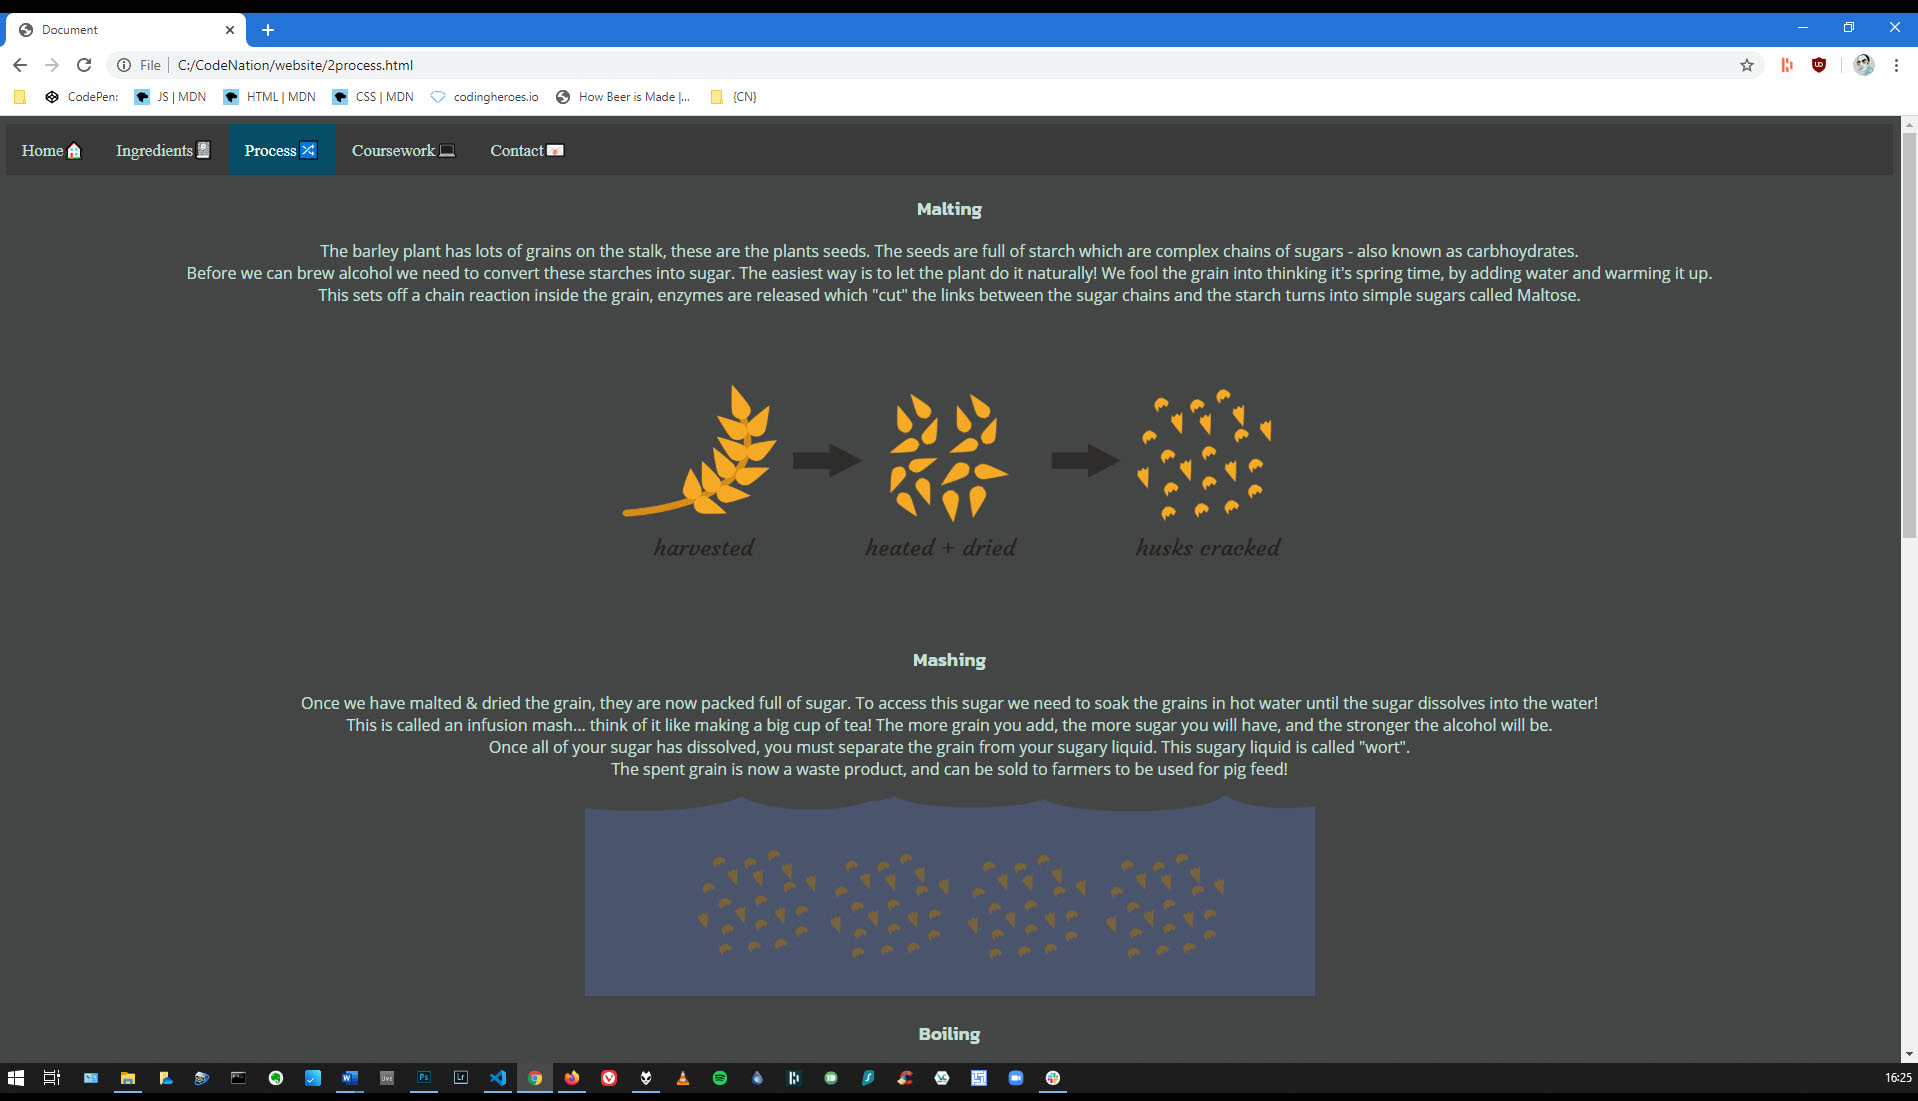 Document
File
C:/CodeNation/website/2process.html
CodePen:
JS | MDN
HTML | MDN
CSS | MDN
codingheroes.io
How Beer is Made |...
{CN}
Home
Ingredients
Process
Coursework
Contact
Malting
The barley plant has lots of grains on the stalk, these are the plants seeds. The seeds are full of starch which are complex chains of sugars - also known as carbhoydrates.
Before we can brew alcohol we need to convert these starches into sugar. The easiest way is to let the plant do it naturally! We fool the grain into thinking it's spring time, by adding water and warming it up.
This sets off a chain reaction inside the grain, enzymes are released which "cut" the links between the sugar chains and the starch turns into simple sugars called Maltose.
harvested
heated + dried
husks cracked
Mashing
Once we have malted & dried the grain, they are now packed full of sugar. To access this sugar we need to soak the grains in hot water until the sugar dissolves into the water!
This is called an infusion mash... think of it like making a big cup of tea! The more grain you add, the more sugar you will have, and the stronger the alcohol will be.
Once all of your sugar has dissolved, you must separate the grain from your sugary liquid. This sugary liquid is called "wort".
The spent grain is now a waste product, and can be sold to farmers to be used for pig feed!
Boiling
Live
Ps
Lr
16:25